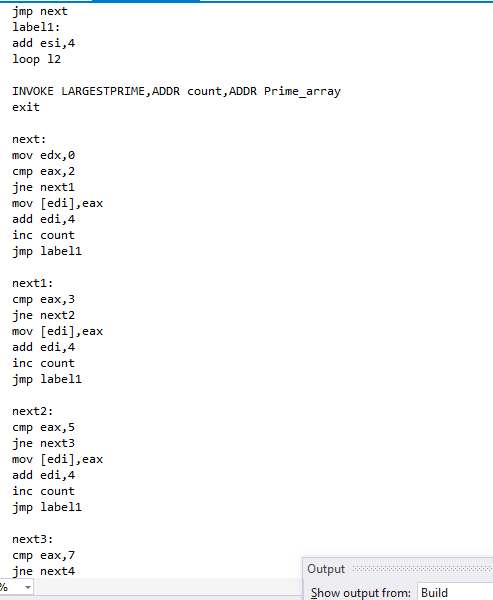 jmp next
label1:
add esi,4
loop l2
INVOKE LARGESTPRIME,ADDR count,ADDR Prime_array
exit
next:
mov edx,0
cmp eax,2
jne next1
mov [edi],eax
add edi,4
inc count
jmp label1
next1:
cmp eax,3
jne next2
mov [edi],eax
add edi,4
inc count
jmp label1
next2:
cmp eax,5
jne next3
mov [edi],eax
add edi,4
inc count
jmp label1
next3:
cmp eax,7
jne next4
%
Output
Show output from: Build